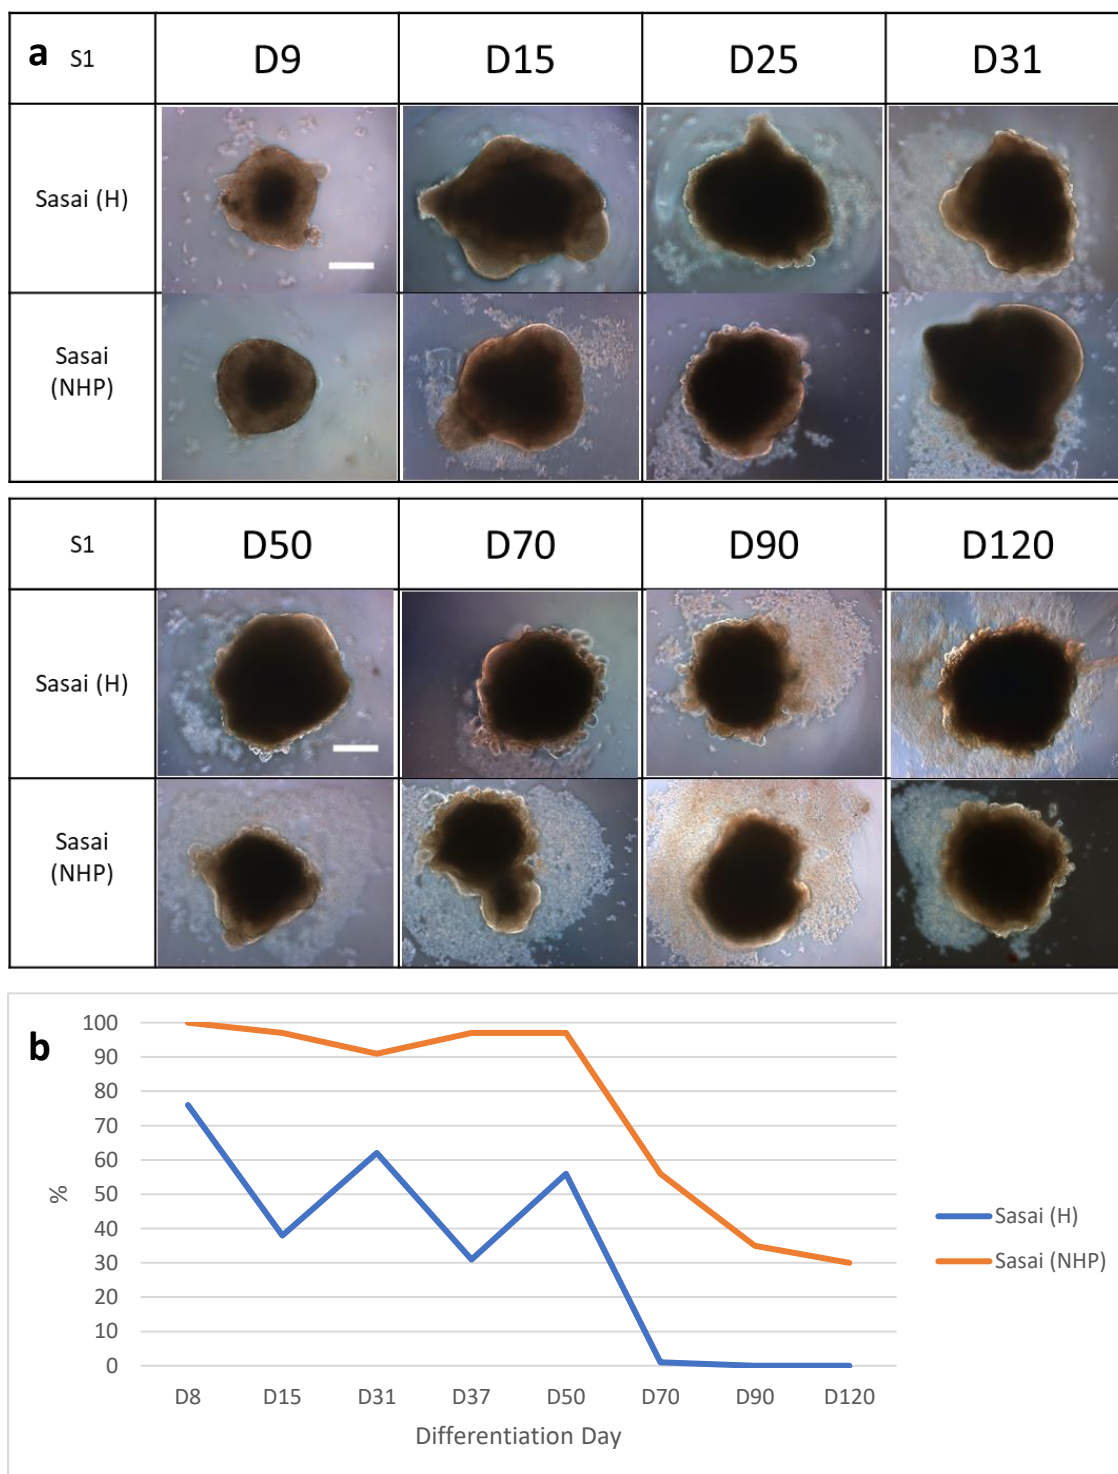 a S1 D9 D15 D25 D31
Sasai (H)
Sasai
(NHP)
S1 D50 D70 D90 D120
Sasai (H)
Sasai
(NHP)
b
100
90
80
70
60
50
40
30
20
10
0
%
D8 D15 D31 D37 D50 D70 D90 D120
Differentiation Day
Sasai (H)
Sasai (NHP)